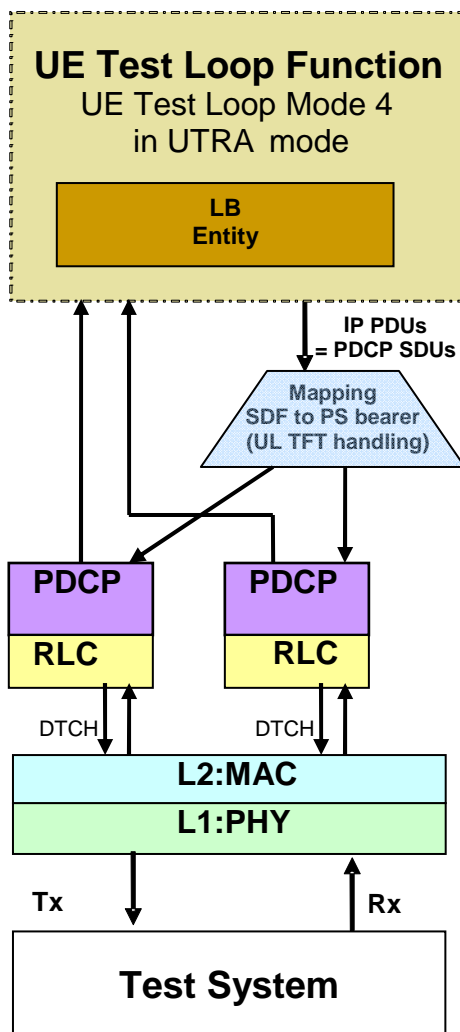 UE Test Loop Function
UE Test Loop Mode 4
in UTRA mode
LB
Entity
IP PDUs
= PDCP SDUs
Mapping
SDF to PS bearer
(UL TFT handling)
PDCP
PDCP
RLC
RLC
DTCH
DTCH
L2:MAC
L1:PHY
Tx
Rx
Test System